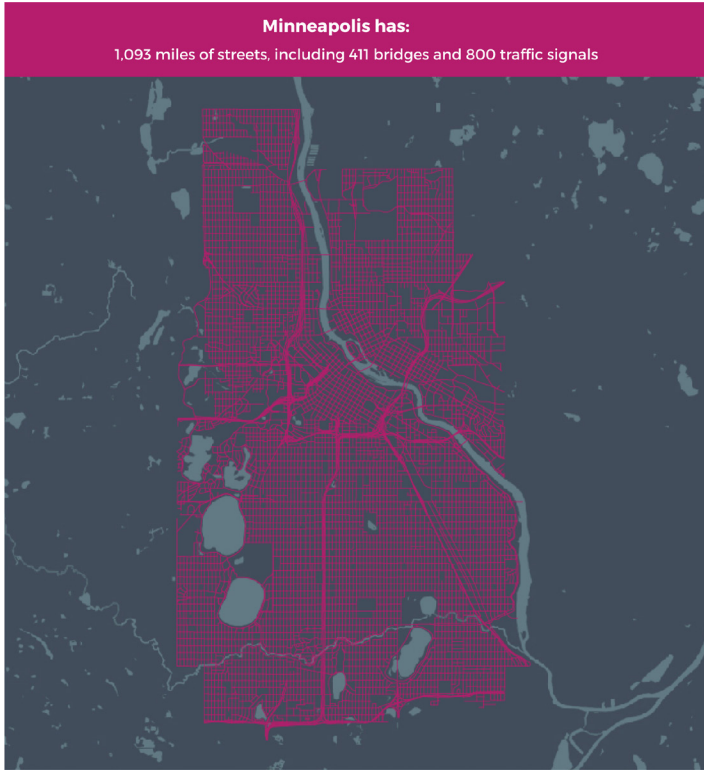 Minneapolis has:
1,093 miles of streets, including 411 bridges and 800 traffic signals